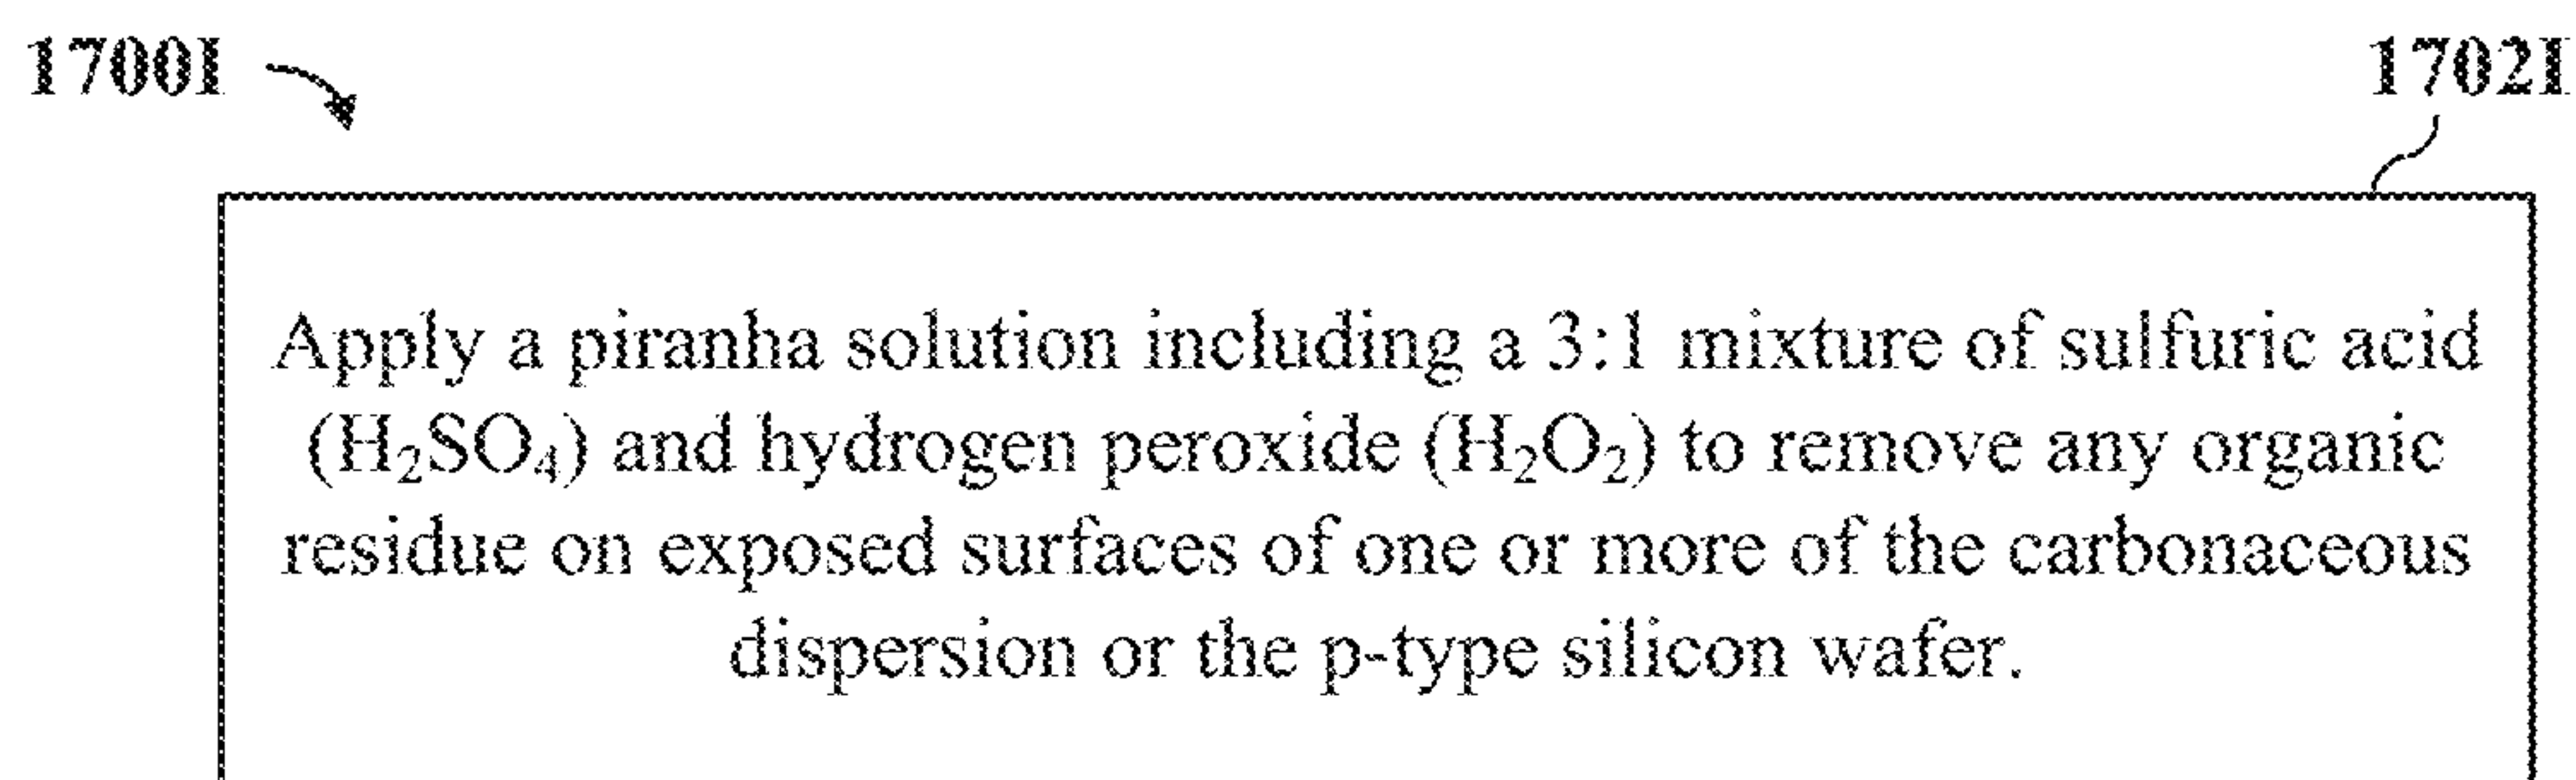 1700I
1702I
Apply a piranha solution including a 3:1 mixture of sulfuric acid
(H₂SO₄) and hydrogen peroxide (H₂O₂) to remove any organic
residue on exposed surfaces of one or more of the carbonaceous
dispersion or the p-type silicon wafer.